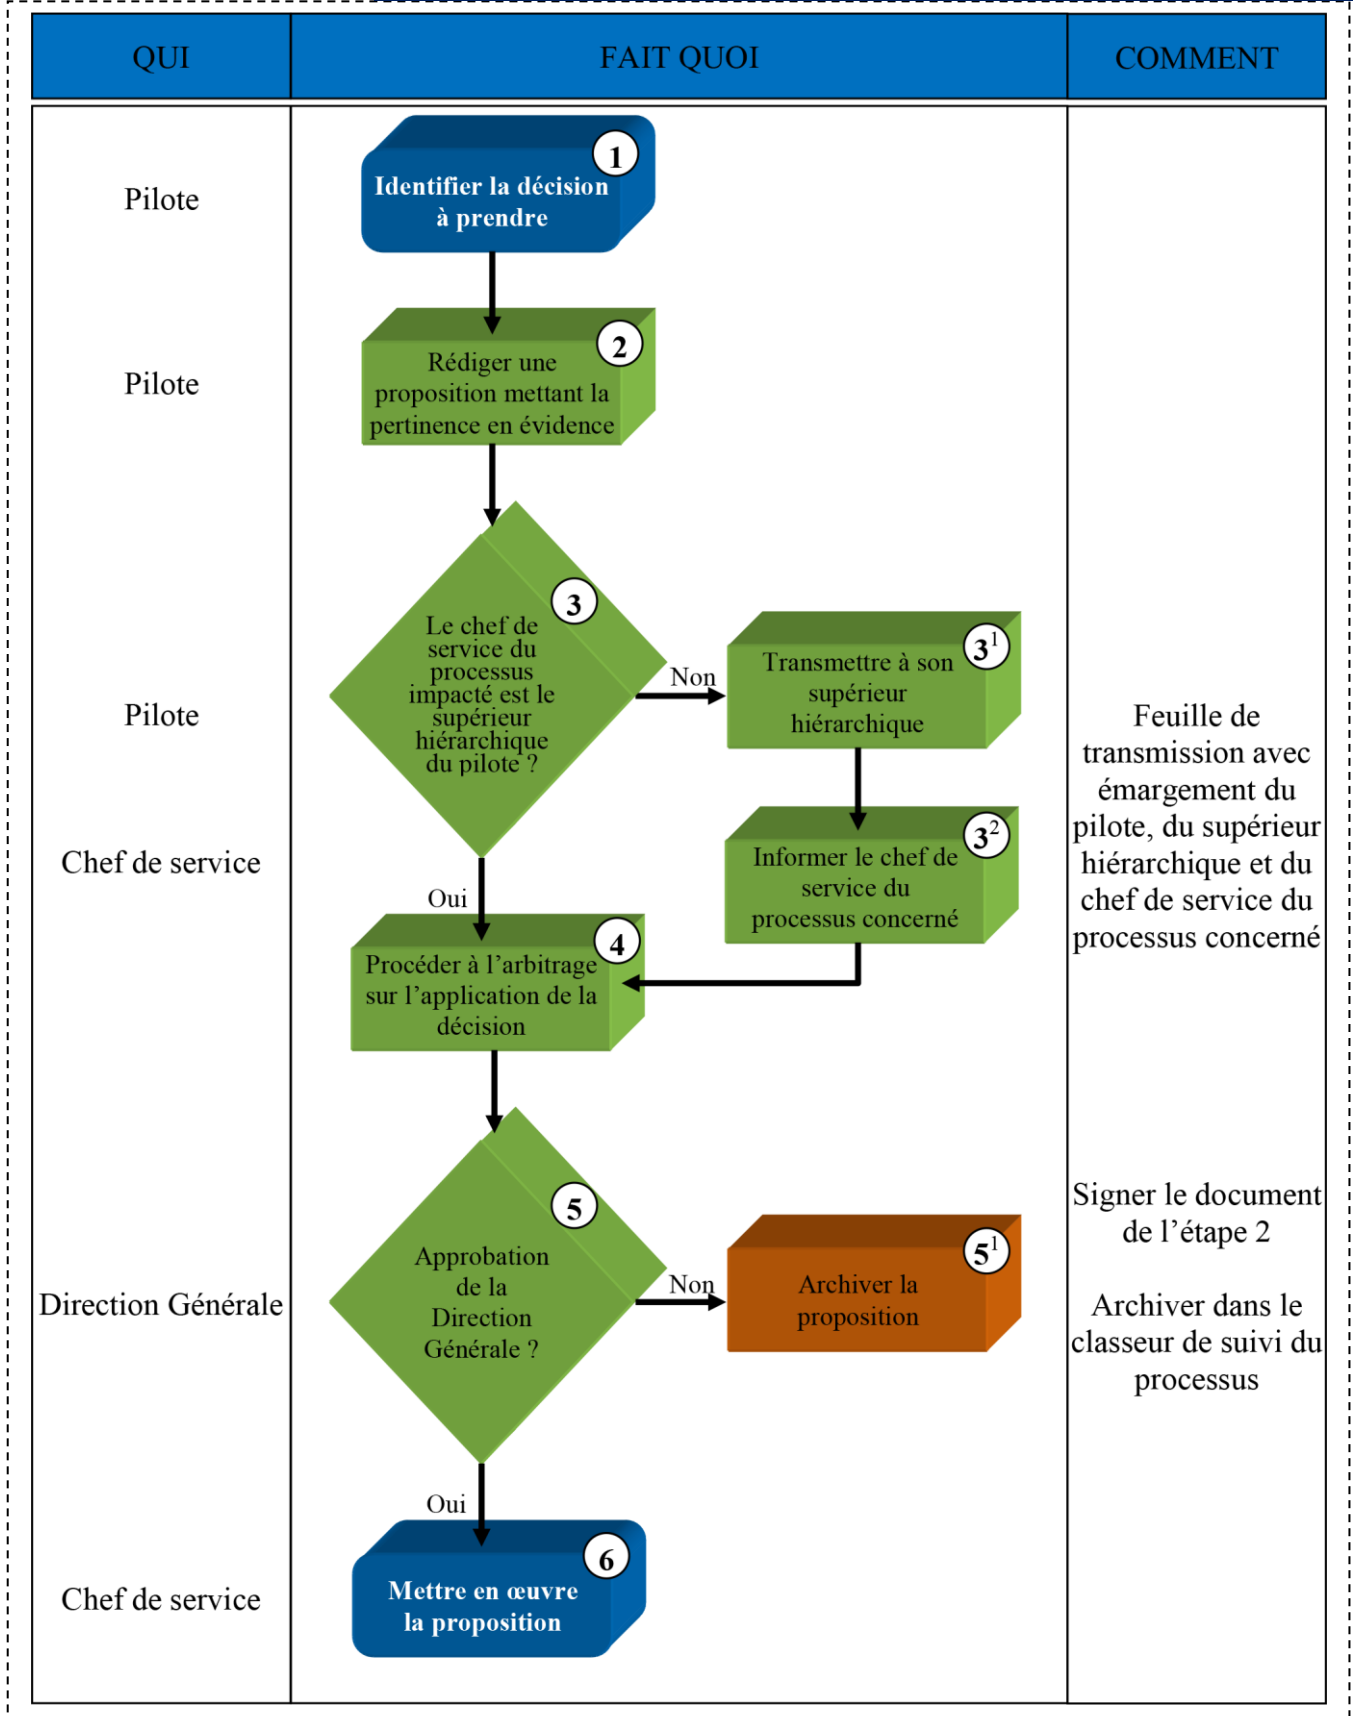 QUI
FAIT QUOI
COMMENT
Pilote
1
Identifier la décision
à prendre
Pilote
2
Rédiger une
proposition mettant la
pertinence en évidence
Pilote
3
Le chef de
service du
processus
impacté est le
supérieur
hiérarchique
du pilote ?
Non
3¹
Transmettre à son
supérieur
hiérarchique
Feuille de
transmission avec
émargement du
pilote, du supérieur
hiérarchique et du
chef de service du
processus concerné
Chef de service
3²
Informer le chef de
service du
processus concerné
Oui
4
Procéder à l’arbitrage
sur l’application de la
décision
Direction Générale
5
Approbation
de la
Direction
Générale ?
Non
5¹
Archiver la
proposition
Signer le document
de l’étape 2
Archiver dans le
classeur de suivi du
processus
Oui
Chef de service
6
Mettre en œuvre
la proposition